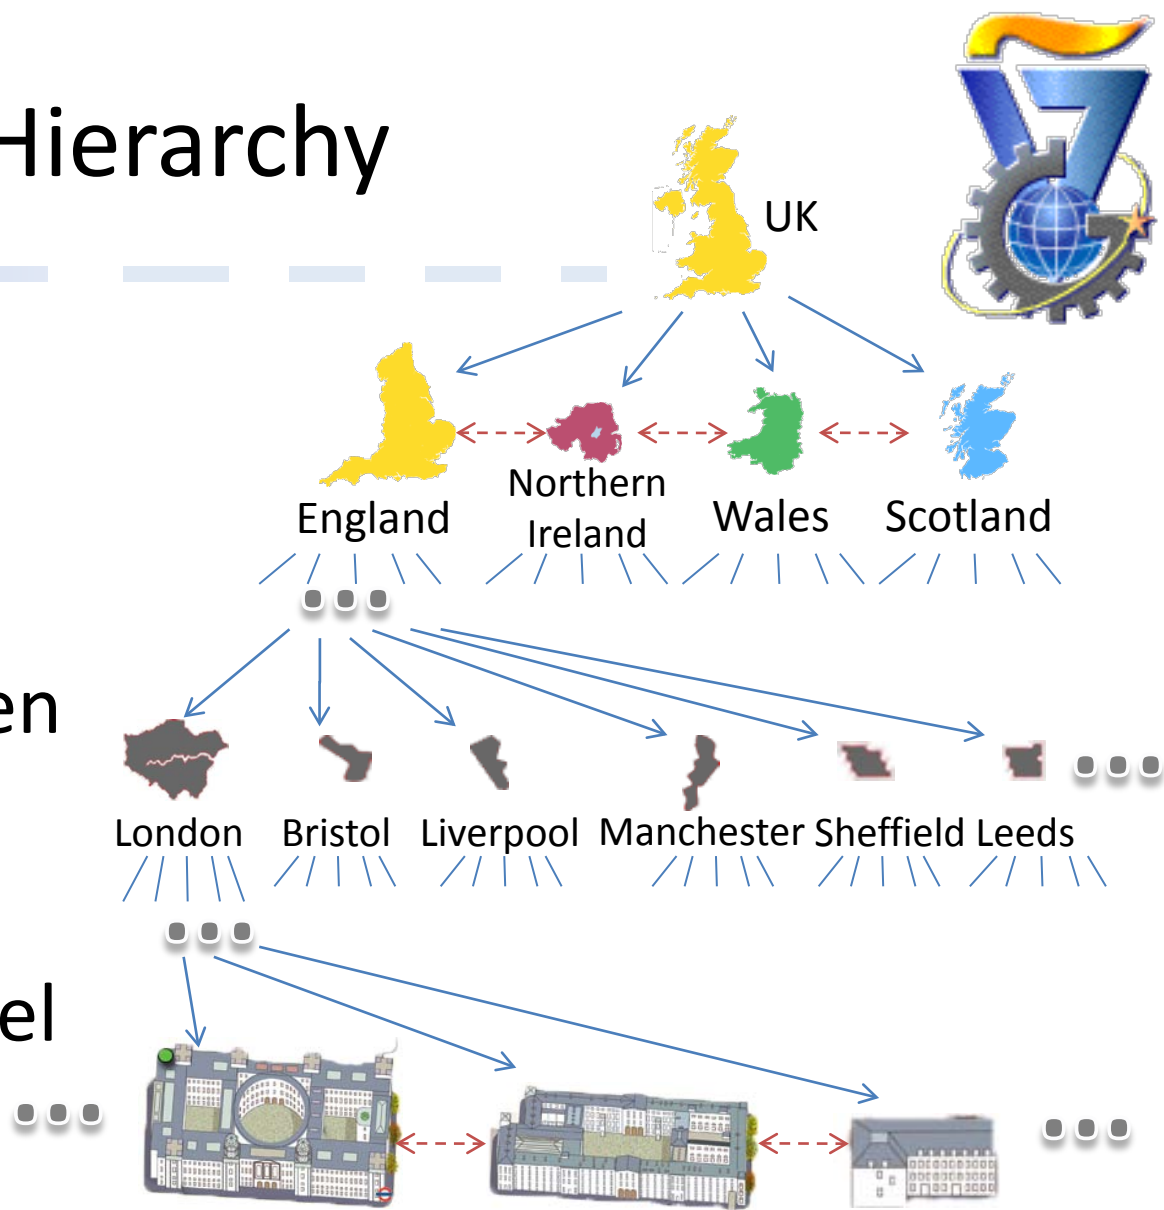 Hierarchy
UK
England
Northern
Ireland
Wales
Scotland
en
London Bristol Liverpool Manchester Sheffield Leeds
el